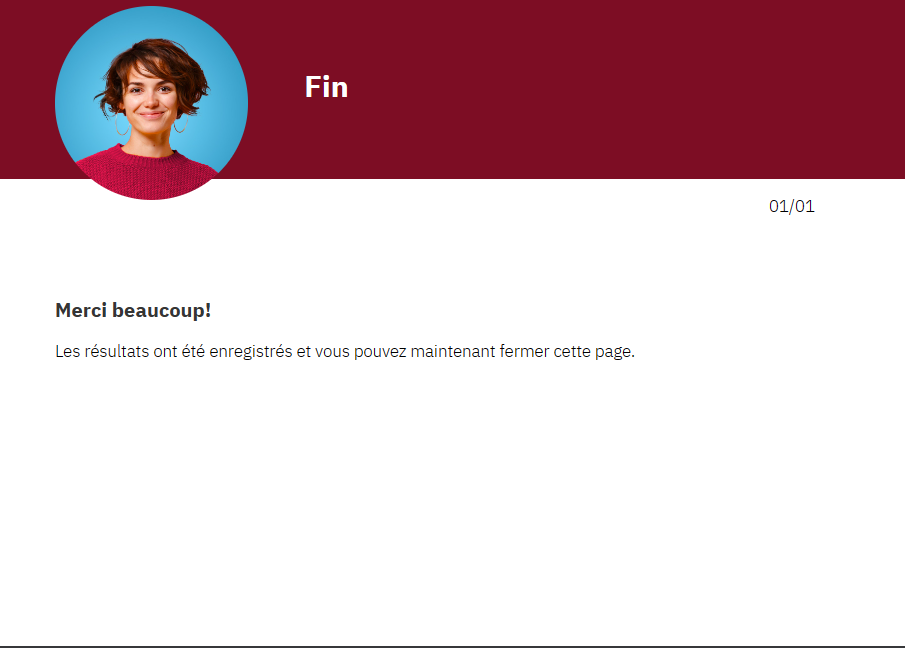 Fin
01/01
Merci beaucoup!
Les résultats ont été enregistrés et vous pouvez maintenant fermer cette page.